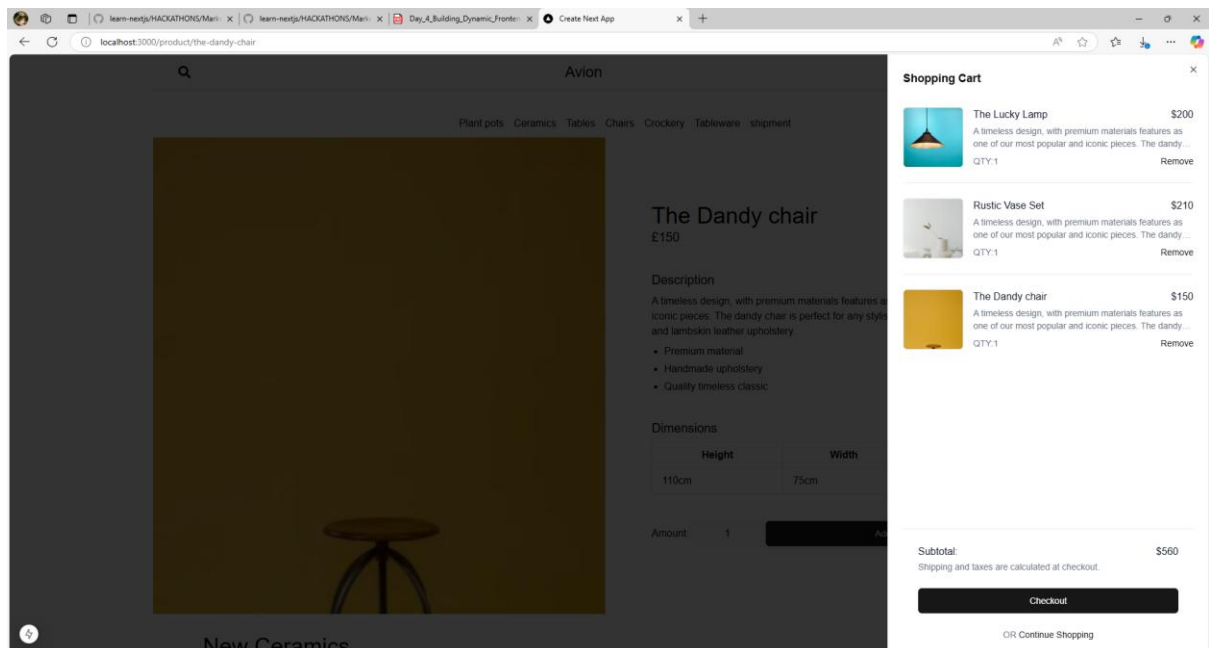 learn-nextjs/HACKATHONS/Mark
learn-nextjs/HACKATHONS/Mark
Day_4_Building_Dynamic_Fronten
Create Next App
localhost:3000/product/the-dandy-chair
Avion
Plant pots Ceramics Tables Chairs Crockery Tableware shipment
The Dandy chair
£150
Description
A timeless design, with premium materials features a
iconic pieces. The dandy chair is perfect for any stylis
and lambskin leather upholstery.
• Premium material
• Handmade upholstery
• Quality timeless classic
Dimensions
Height Width
110cm 75cm
Amount: 1 Ad
New Ceramics
Shopping Cart
The Lucky Lamp $200
A timeless design, with premium materials features as
one of our most popular and iconic pieces. The dandy...
QTY:1 Remove
Rustic Vase Set $210
A timeless design, with premium materials features as
one of our most popular and iconic pieces. The dandy...
QTY:1 Remove
The Dandy chair $150
A timeless design, with premium materials features as
one of our most popular and iconic pieces. The dandy...
QTY:1 Remove
Subtotal: $560
Shipping and taxes are calculated at checkout.
Checkout
OR Continue Shopping